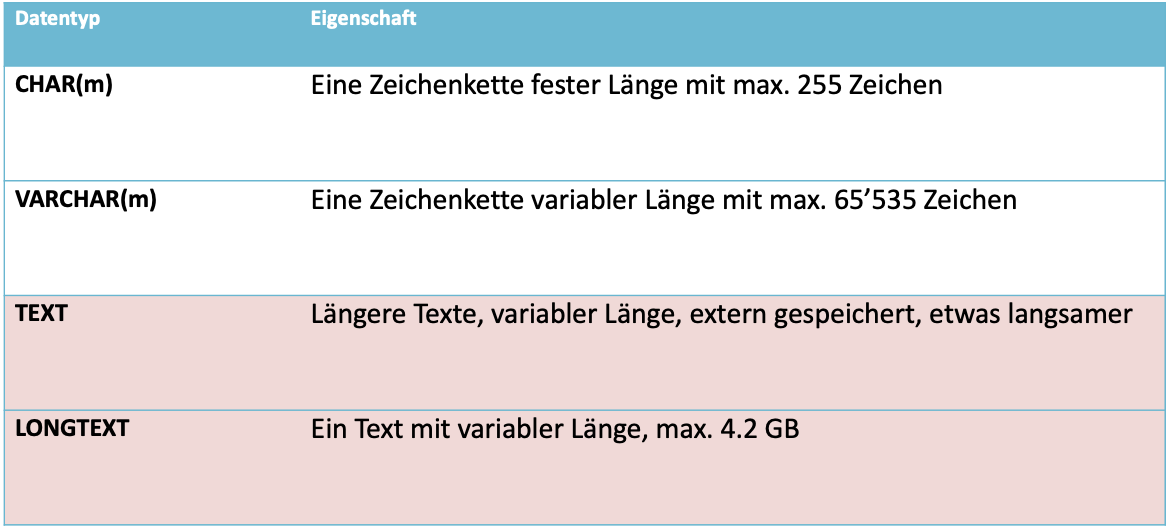 Datentyp Eigenschaft
CHAR(m) Eine Zeichenkette fester Länge mit max. 255 Zeichen
VARCHAR(m) Eine Zeichenkette variabler Länge mit max. 65’535 Zeichen
TEXT Längere Texte, variabler Länge, extern gespeichert, etwas langsamer
LONGTEXT Ein Text mit variabler Länge, max. 4.2 GB